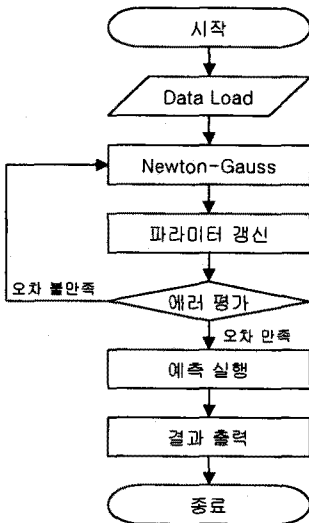 시작
Data Load
Newton-Gauss
파라미터 갱신
에러 평가
오차 불만족
오차 만족
예측 실행
결과 출력
종료